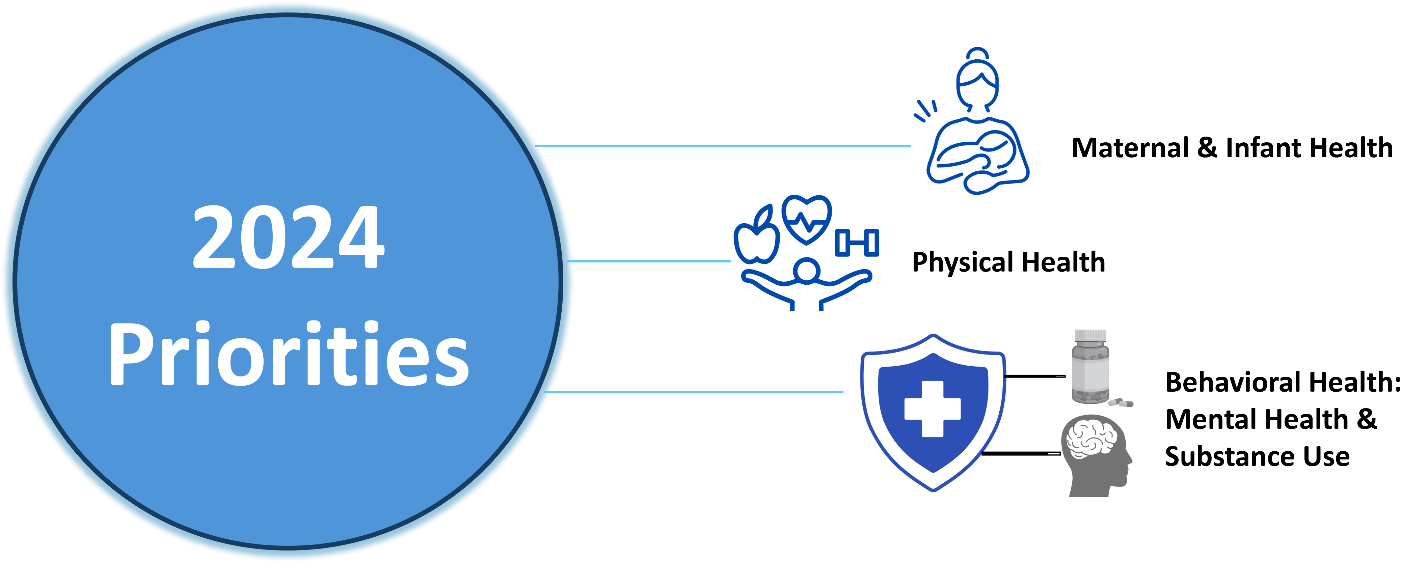 2024
Priorities
Maternal & Infant Health
Physical Health
Behavioral Health:
Mental Health &
Substance Use